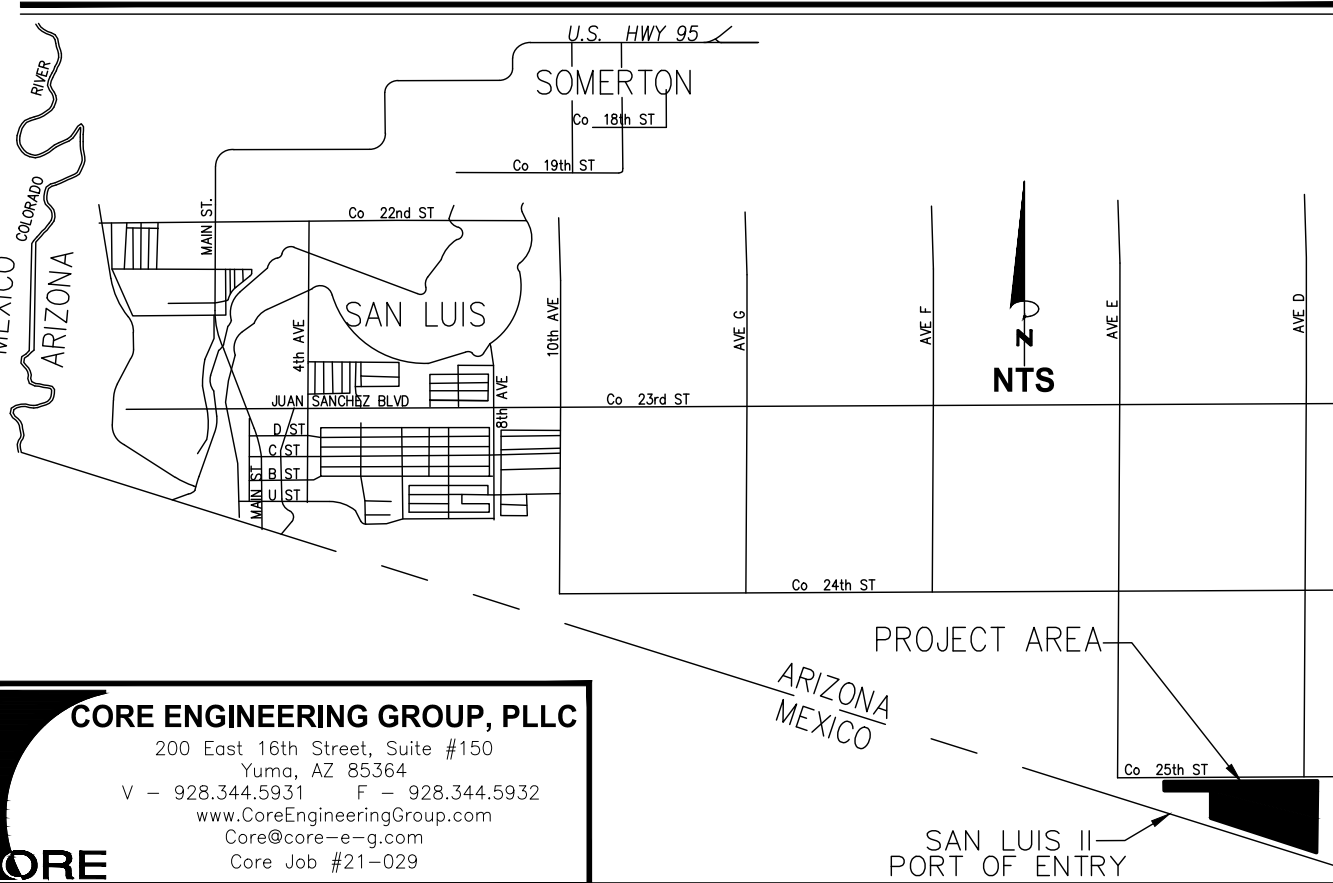 U.S. HWY 95
SOMERTON
Co 18th ST
Co 19th ST
RIVER
COLORADO
MEXICO
ARIZONA
MAIN ST.
Co 22nd ST
SAN LUIS
4th AVE
10th AVE
AVE G
AVE F
AVE E
AVE D
N
NTS
JUAN SANCHEZ BLVD
8th AVE
Co 23rd ST
D ST
C ST
B ST
U ST
MAIN ST
Co 24th ST
PROJECT AREA
ARIZONA
MEXICO
Co 25th ST
SAN LUIS II
PORT OF ENTRY
CORE ENGINEERING GROUP, PLLC
200 East 16th Street, Suite #150
Yuma, AZ 85364
V - 928.344.5931 F - 928.344.5932
www.CoreEngineeringGroup.com
Core@core-e-g.com
Core Job #21-029
ORE